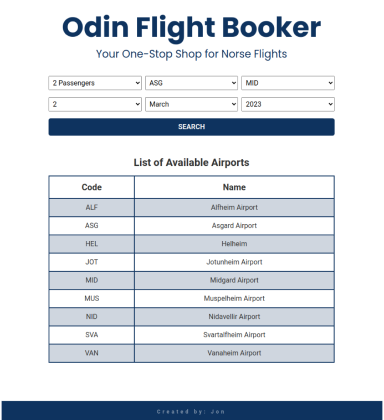 Odin Flight Booker
Your One-Stop Shop for Norse Flights
2 Passengers ASG MID
2 March 2023
SEARCH
List of Available Airports
Code Name
ALF Alfheim Airport
ASG Asgard Airport
HEL Helheim
JOT Jotunheim Airport
MID Midgard Airport
MUS Muspelheim Airport
NID Nidavellir Airport
SVA Svartalfheim Airport
VAN Vanaheim Airport
Created by: Jon